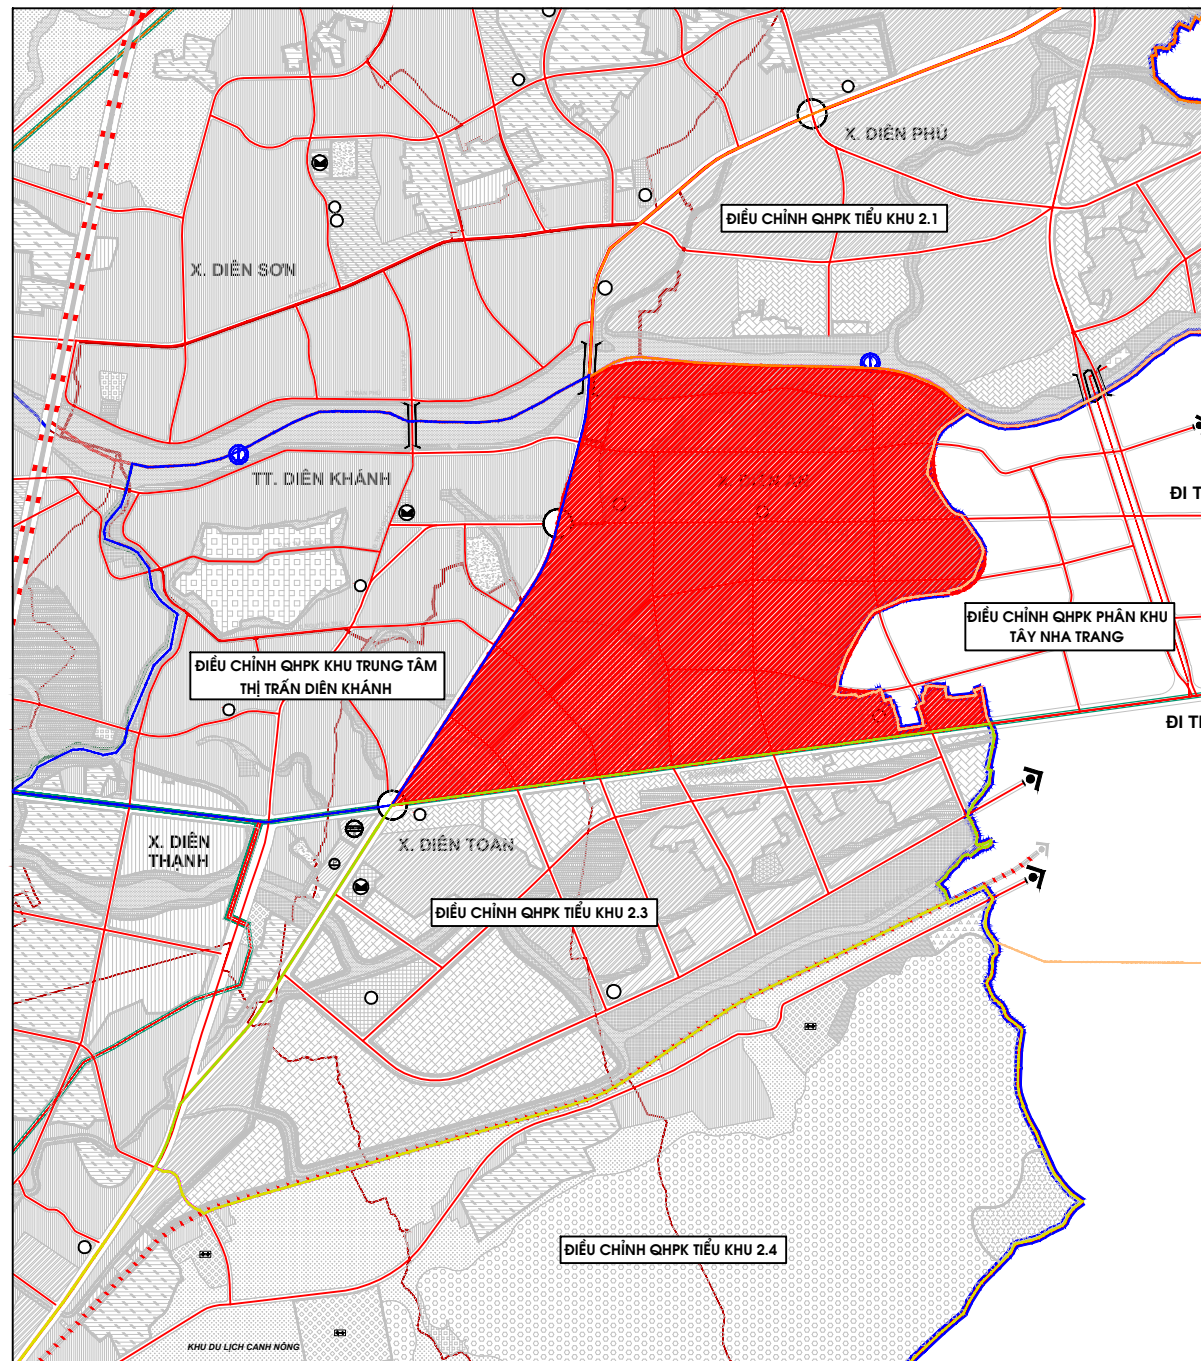 X. DIÊN PHÚ
ĐIỀU CHỈNH QHPK TIỂU KHU 2.1
X. DIÊN SƠN
TT. DIÊN KHÁNH
DIÊN AN
ĐI T
ĐIỀU CHỈNH QHPK PHÂN KHU
TÂY NHA TRANG
ĐIỀU CHỈNH QHPK KHU TRUNG TÂM
THỊ TRẤN DIÊN KHÁNH
X. DIÊN
THẠNH
X. DIÊN TOÀN
ĐIỀU CHỈNH QHPK TIỂU KHU 2.3
ĐIỀU CHỈNH QHPK TIỂU KHU 2.4
KHU DU LỊCH CANH NÔNG